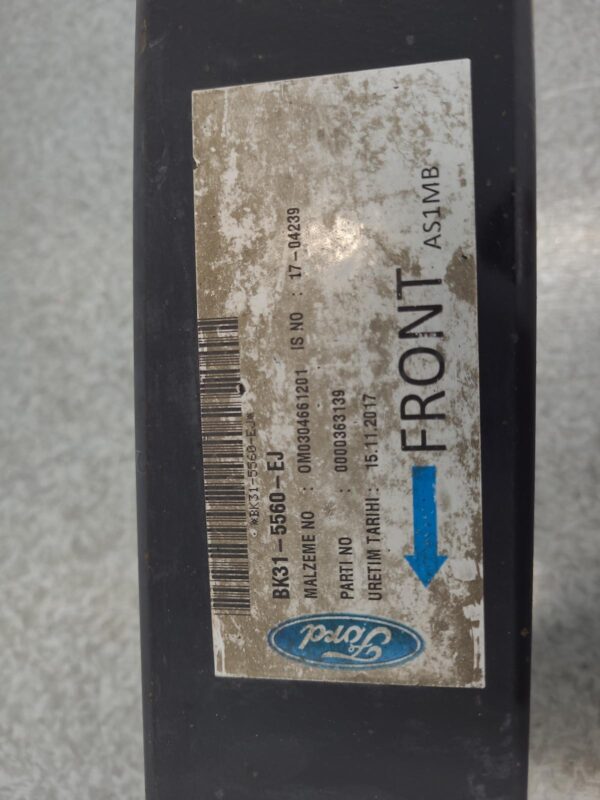 *BK31-5560-EJ*
BK31-5560-EJ
MALZEME NO : OM0304661201 IS NO : 17-04239
PARTI NO : 0000363139
URETIM TARIHI : 15.11.2017
FRONT AS1MB
Ford